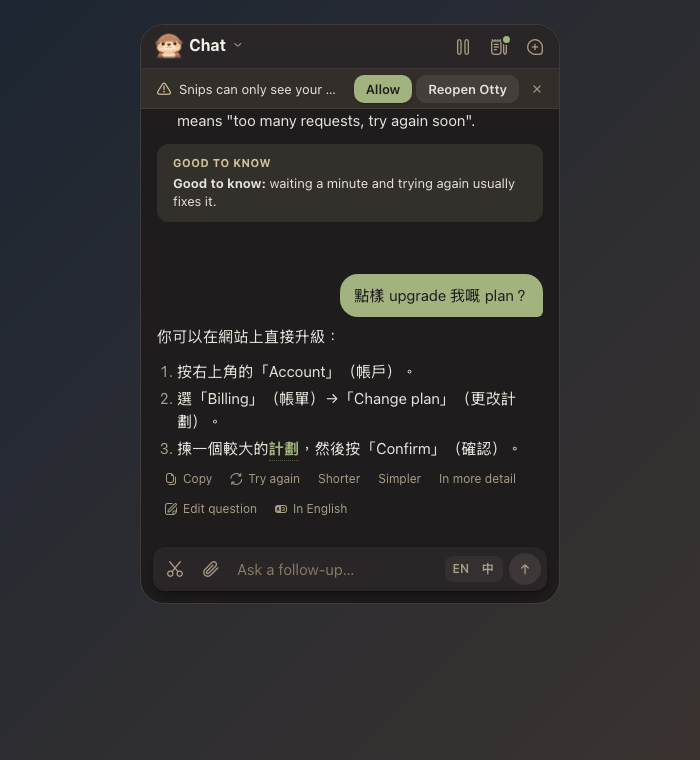 Chat
Snips can only see your ...
Allow
Reopen Otty
means "too many requests, try again soon".
GOOD TO KNOW
Good to know: waiting a minute and trying again usually
fixes it.
點樣 upgrade 我嘅 plan？
你可以在網站上直接升級：
1. 按右上角的「Account」（帳戶）。
2. 選「Billing」（帳單）→「Change plan」（更改計
劃）。
3. 揀一個較大的計劃，然後按「Confirm」（確認）。
Copy
Try again
Shorter
Simpler
In more detail
Edit question
In English
Ask a follow-up...
EN 中